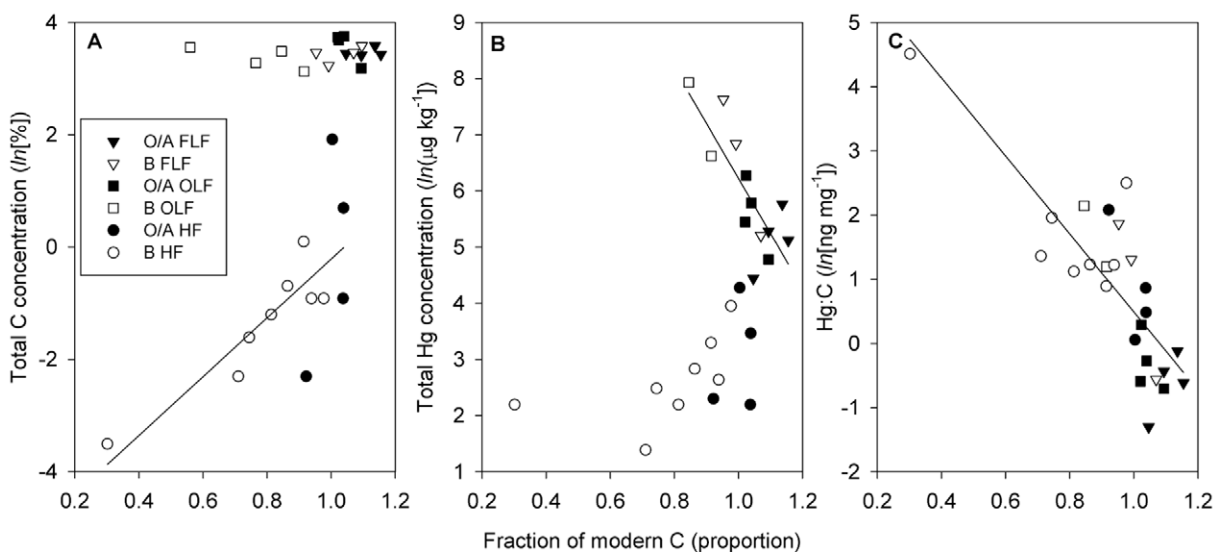 A
Total C concentration (ln[%])
4
2
0
-2
-4
0.2 0.4 0.6 0.8 1.0 1.2
O/A FLF
B FLF
O/A OLF
B OLF
O/A HF
B HF
B
Total Hg concentration (ln(μg kg⁻¹])
9
8
7
6
5
4
3
2
1
0.2 0.4 0.6 0.8 1.0 1.2
C
Hg:C (ln[ng mg⁻¹])
5
4
3
2
1
0
-1
-2
0.2 0.4 0.6 0.8 1.0 1.2
Fraction of modern C (proportion)